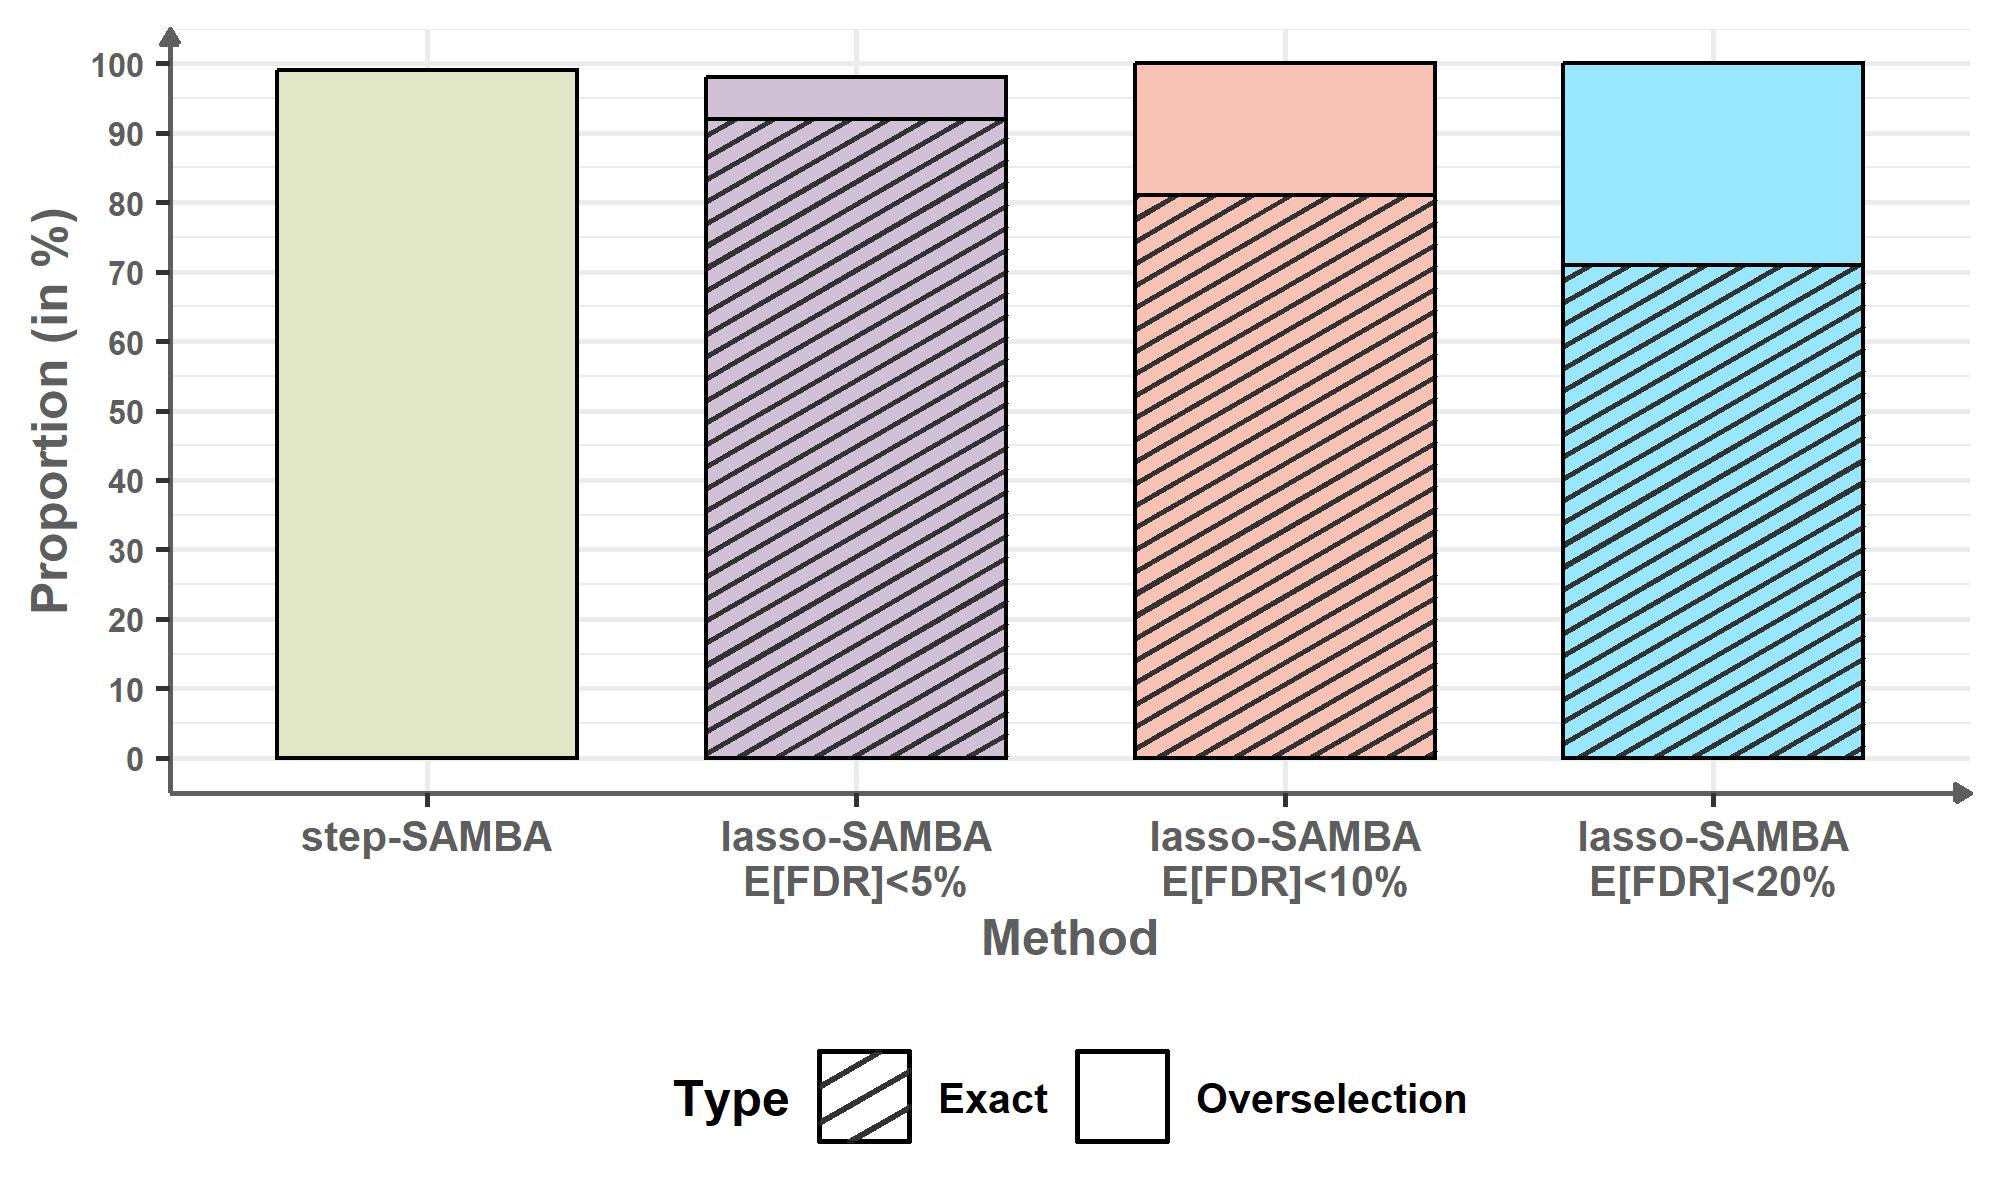 Proportion (in %)
100
90
80
70
60
50
40
30
20
10
0
step-SAMBA
lasso-SAMBA
E[FDR]<5%
lasso-SAMBA
E[FDR]<10%
lasso-SAMBA
E[FDR]<20%
Method
Type Exact Overselection